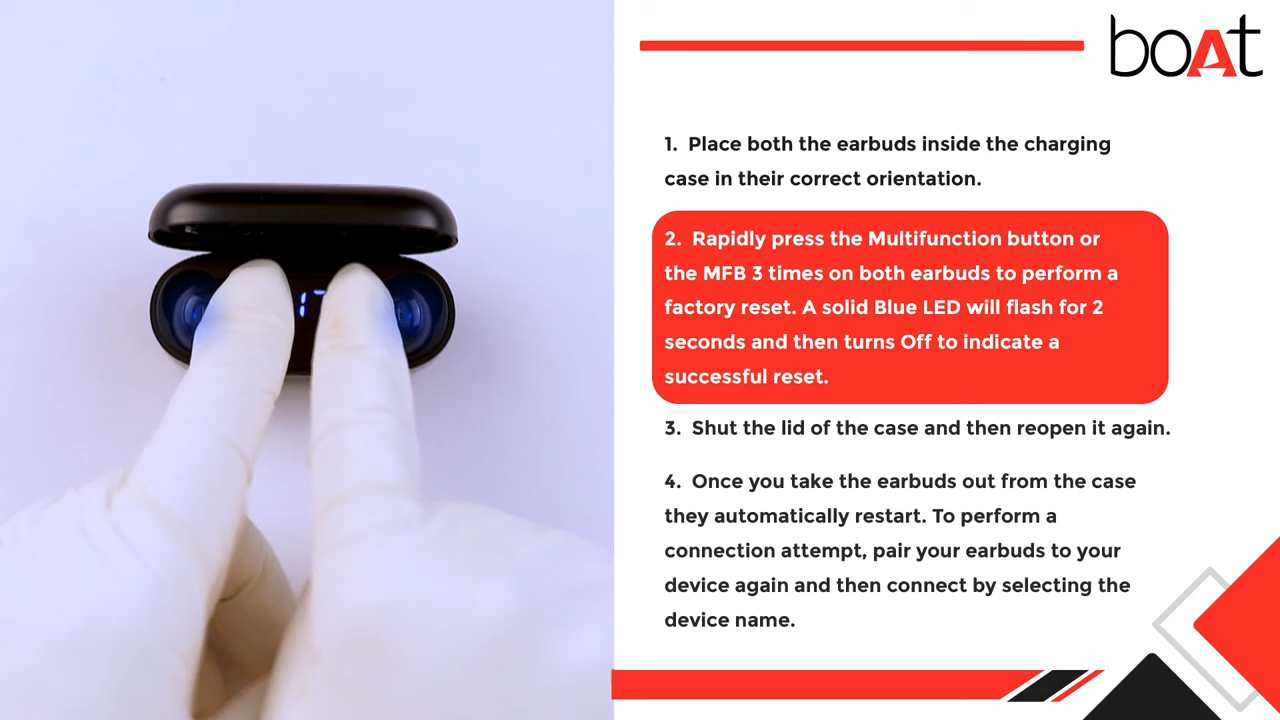 boAt
1. Place both the earbuds inside the charging
case in their correct orientation.
2. Rapidly press the Multifunction button or
the MFB 3 times on both earbuds to perform a
factory reset. A solid Blue LED will flash for 2
seconds and then turns Off to indicate a
successful reset.
3. Shut the lid of the case and then reopen it again.
4. Once you take the earbuds out from the case
they automatically restart. To perform a
connection attempt, pair your earbuds to your
device again and then connect by selecting the
device name.